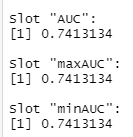 slot "AUC":
[1] 0.7413134
slot "maxAUC":
[1] 0.7413134
slot "minAUC":
[1] 0.7413134